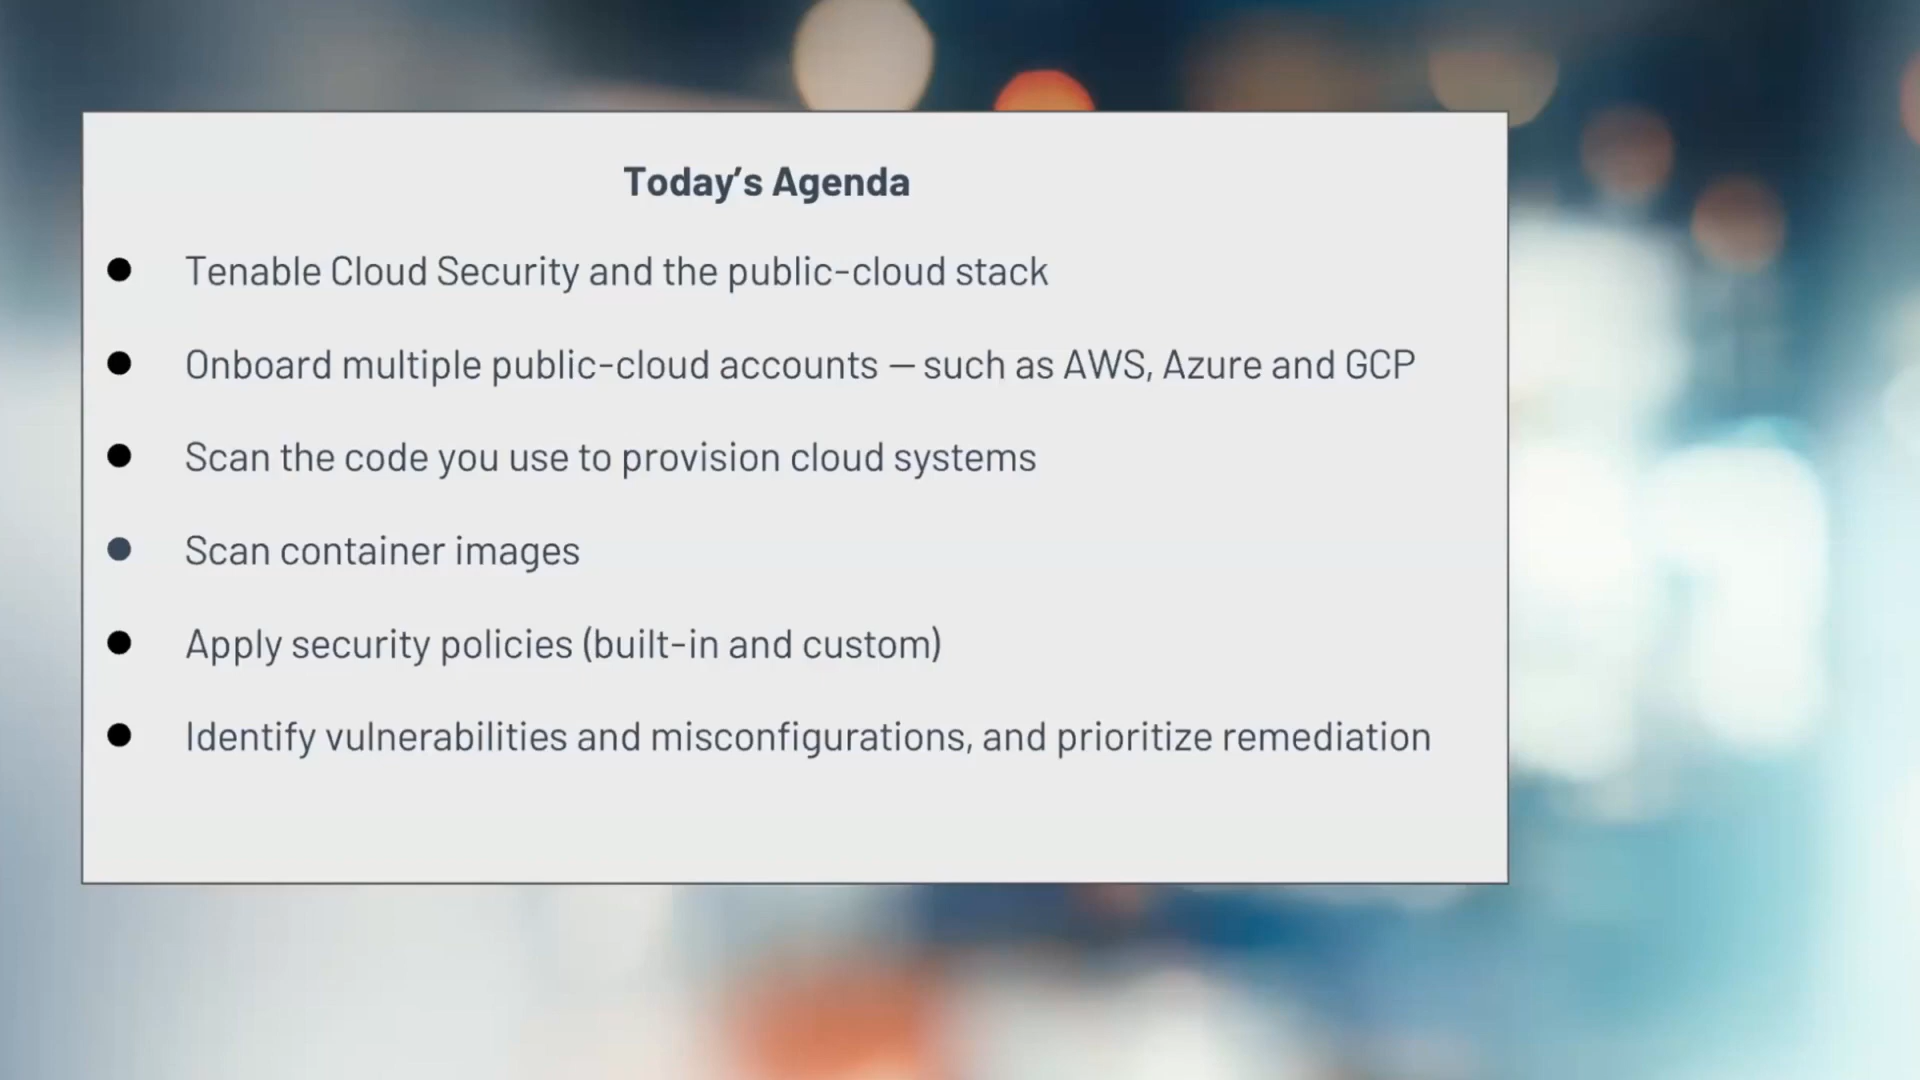 Today’s Agenda
● Tenable Cloud Security and the public-cloud stack
● Onboard multiple public-cloud accounts — such as AWS, Azure and GCP
● Scan the code you use to provision cloud systems
● Scan container images
● Apply security policies (built-in and custom)
● Identify vulnerabilities and misconfigurations, and prioritize remediation